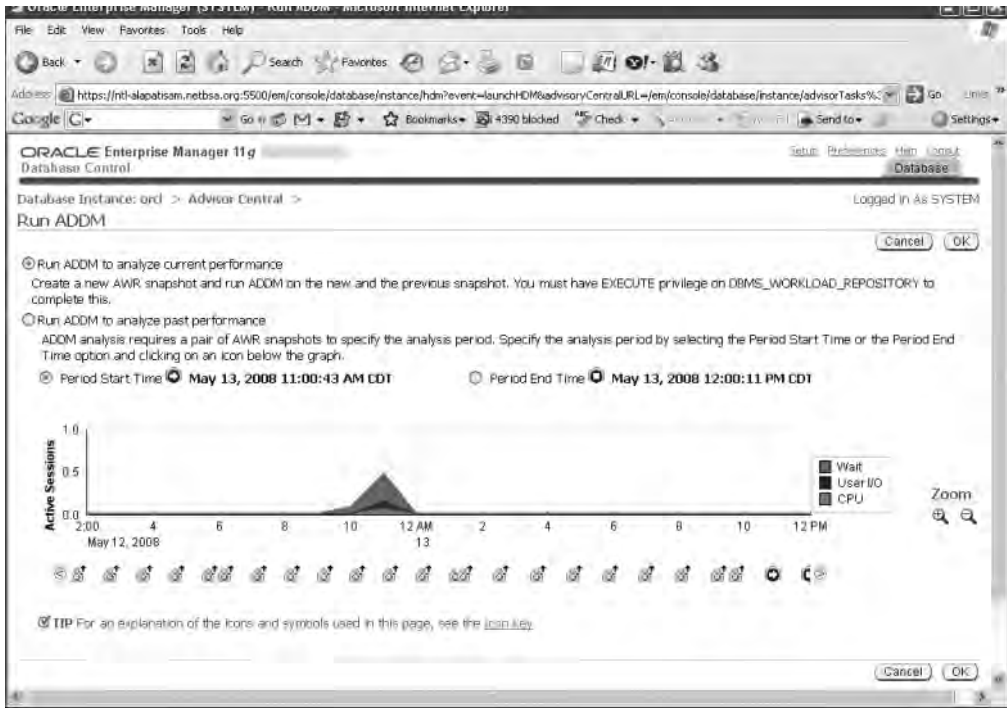 Oracle Enterprise Manager (SYSTEM) - Run ADDM - Microsoft Internet Explorer
File Edit View Favorites Tools Help
Back Search Favorites
Address https://ntl-alapatisam.netbsa.org:5500/em/console/database/instance/hdm?event=launchHDM&advisoryCentralURL=/em/console/database/instance/advisorTasks%. Go Links
Google G Go M Bookmarks 4390 blocked Check Send to Settings
ORACLE Enterprise Manager 11g
Setup Preferences Help Logout
Database Control
Database
Database Instance: orcl > Advisor Central >
Logged in As SYSTEM
Run ADDM
Cancel OK
Run ADDM to analyze current performance
Create a new AWR snapshot and run ADDM on the new and the previous snapshot. You must have EXECUTE privilege on DBMS_WORKLOAD_REPOSITORY to
complete this.
Run ADDM to analyze past performance
ADDM analysis requires a pair of AWR snapshots to specify the analysis period. Specify the analysis period by selecting the Period Start Time or the Period End
Time option and clicking on an icon below the graph.
Period Start Time May 13, 2008 11:00:43 AM CDT Period End Time May 13, 2008 12:00:11 PM CDT
Active Sessions
1.0
0.5
0.0
Wait
User I/O
CPU
Zoom
2:00 4 6 8 10 12 AM 2 4 6 8 10 12 PM
May 12, 2008 13
TIP For an explanation of the icons and symbols used in this page, see the Icon Key
Cancel OK